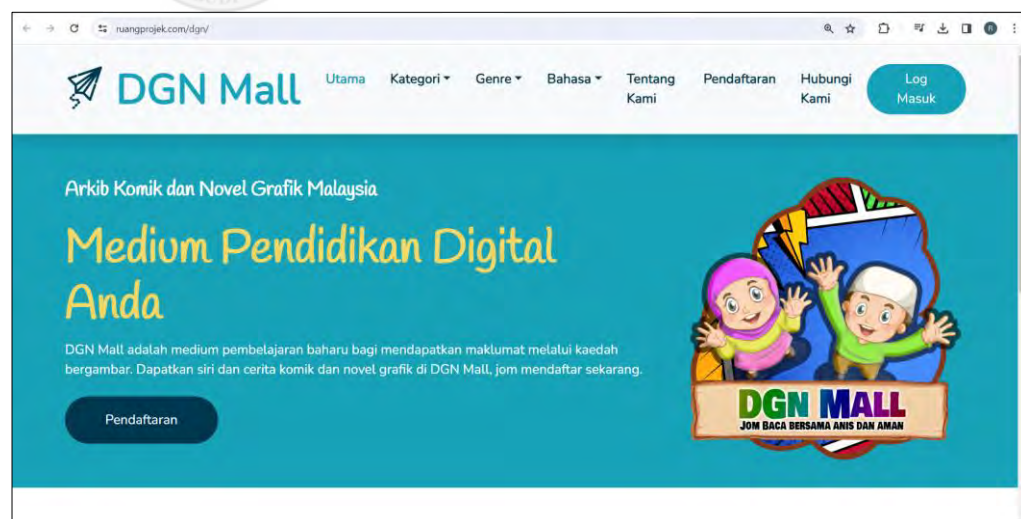 ruangprojek.com/dgn/
DGN Mall
Utama
Kategori
Genre
Bahasa
Tentang
Kami
Pendaftaran
Hubungi
Kami
Log
Masuk
Arkib Komik dan Novel Grafik Malaysia
Medium Pendidikan Digital
Anda
DGN Mall adalah medium pembelajaran baharu bagi mendapatkan maklumat melalui kaedah
bergambar. Dapatkan siri dan cerita komik dan novel grafik di DGN Mall, jom mendaftar sekarang.
Pendaftaran
DGN MALL
JOM BACA BERSAMA ANIS DAN AMAN